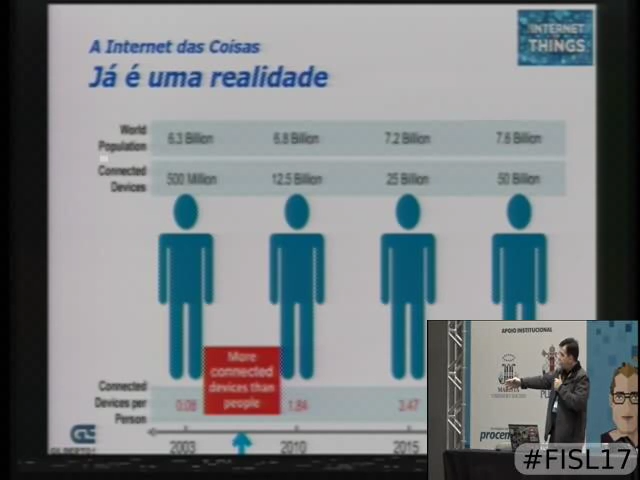 A Internet das Coisas
INTERNET
THINGS
Já é uma realidade
World
Population
6.3 Billion
6.8 Billion
7.2 Billion
7.6 Billion
Connected
Devices
500 Million
12.5 Billion
25 Billion
50 Billion
More
connected
devices than
people
Connected
Devices per
Person
0.08
1.84
3.47
2003
2010
2015
APOIO INSTITUCIONAL
MARISTA
#FISL17